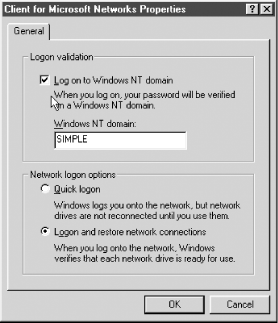 Client for Microsoft Networks Properties
General
Logon validation
Log on to Windows NT domain
When you log on, your password will be verified
in a Windows NT domain.
Windows NT domain:
SIMPLE
Network logon options
Quick logon
Windows logs you onto the network, but network
drives are not reconnected until you use them.
Logon and restore network connections
When you log onto the network, Windows
verifies that each network drive is ready for use.
OK
Cancel